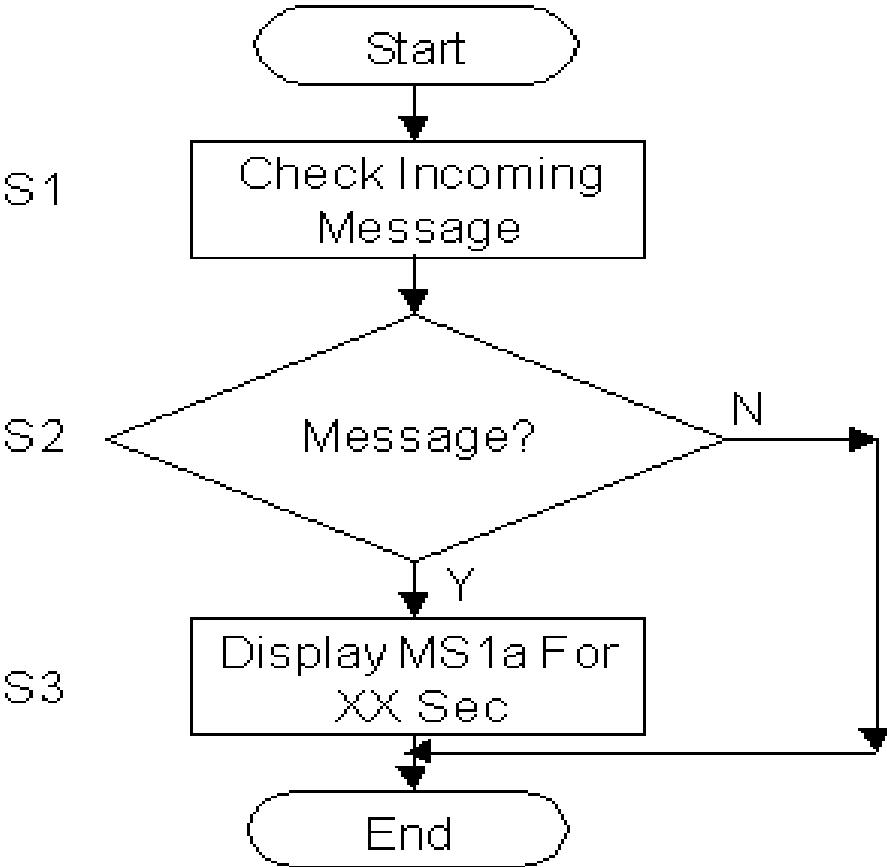 Start
S1
Check Incoming
Message
S2
Message?
N
Y
S3
Display MS1a For
XX Sec
End